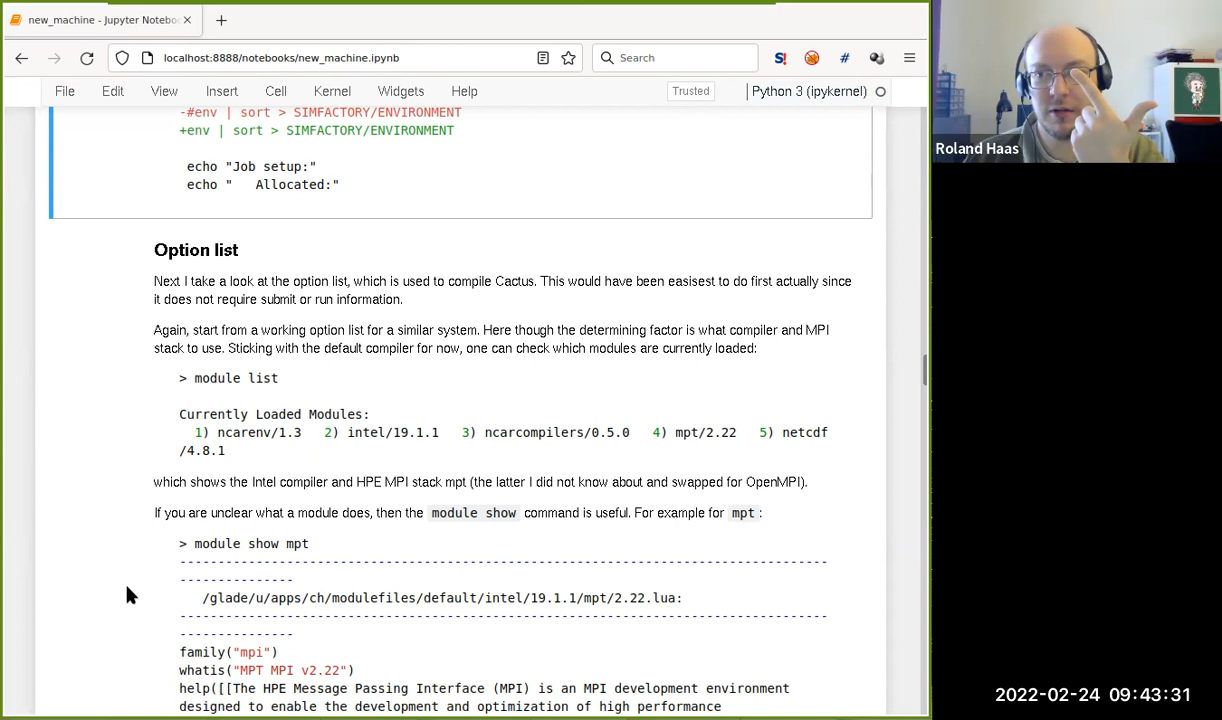 new_machine - Jupyter Notebo
localhost:8888/notebooks/new_machine.ipynb
Search
File Edit View Insert Cell Kernel Widgets Help
Trusted
Python 3 (ipykernel)
-#env | sort > SIMFACTORY/ENVIRONMENT
+env | sort > SIMFACTORY/ENVIRONMENT
echo "Job setup:"
echo "   Allocated:"
Option list
Next I take a look at the option list, which is used to compile Cactus. This would have been easisest to do first actually since
it does not require submit or run information.
Again, start from a working option list for a similar system. Here though the determining factor is what compiler and MPI
stack to use. Sticking with the default compiler for now, one can check which modules are currently loaded:
> module list
Currently Loaded Modules:
1) ncarenv/1.3   2) intel/19.1.1   3) ncarcompilers/0.5.0   4) mpt/2.22   5) netcdf
/4.8.1
which shows the Intel compiler and HPE MPI stack mpt (the latter I did not know about and swapped for OpenMPI).
If you are unclear what a module does, then the module show command is useful. For example for mpt :
> module show mpt
--------------------------------------------------------------------------------------
---------------
/glade/u/apps/ch/modulefiles/default/intel/19.1.1/mpt/2.22.lua:
--------------------------------------------------------------------------------------
---------------
family("mpi")
whatis("MPT MPI v2.22")
help([[The HPE Message Passing Interface (MPI) is an MPI development environment
designed to enable the development and optimization of high performance
Roland Haas
2022-02-24 09:43:31